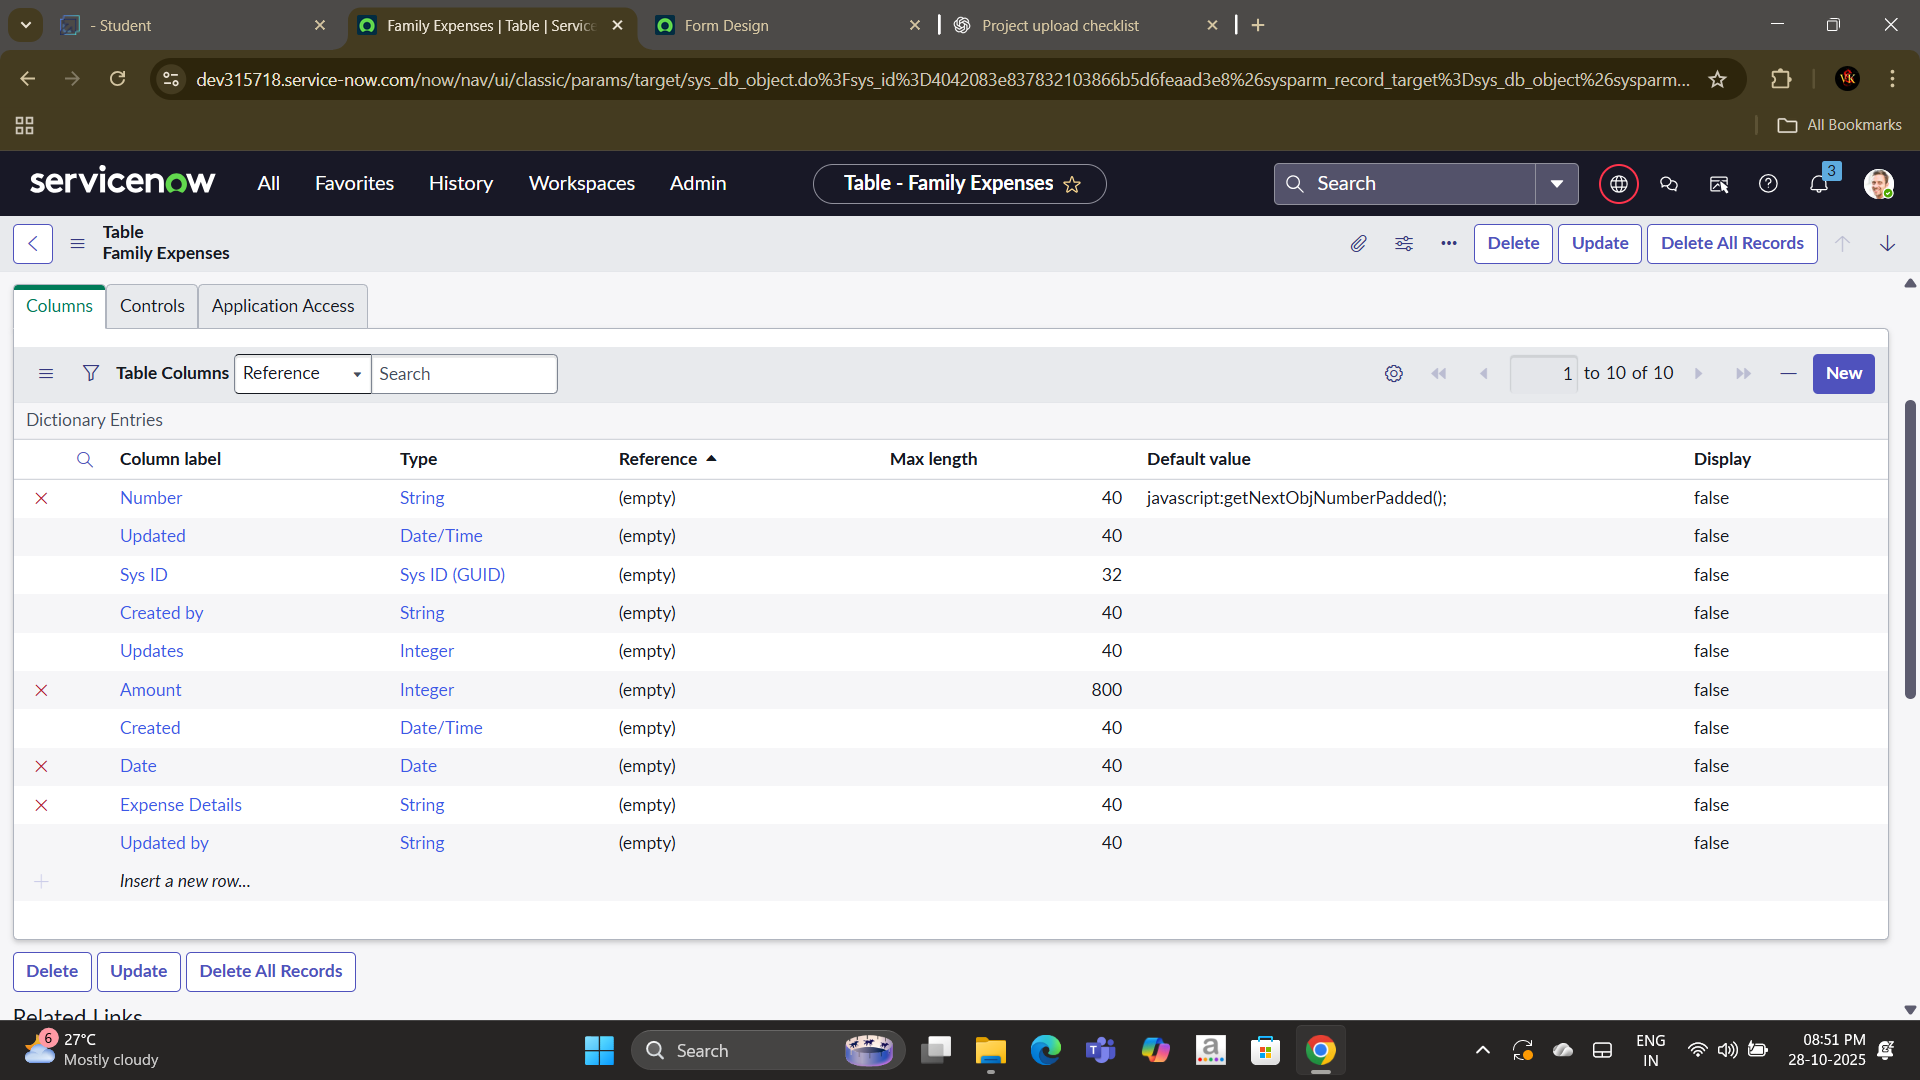 - Student
Family Expenses | Table | Service
Form Design
Project upload checklist
dev315718.service-now.com/now/nav/ui/classic/params/target/sys_db_object.do%3Fsys_id%3D4042083e837832103866b5d6feaad3e8%26sysparm_record_target%3Dsys_db_object%26sysparm...
VK
All Bookmarks
servicenow
All
Favorites
History
Workspaces
Admin
Table - Family Expenses
Search
3
Table
Family Expenses
Delete
Update
Delete All Records
Columns
Controls
Application Access
Table Columns
Reference
Search
1 to 10 of 10
New
Dictionary Entries
Column label Type Reference Max length Default value Display
Number String (empty) 40 javascript:getNextObjNumberPadded(); false
Updated Date/Time (empty) 40 false
Sys ID Sys ID (GUID) (empty) 32 false
Created by String (empty) 40 false
Updates Integer (empty) 40 false
Amount Integer (empty) 800 false
Created Date/Time (empty) 40 false
Date Date (empty) 40 false
Expense Details String (empty) 40 false
Updated by String (empty) 40 false
Insert a new row...
Delete
Update
Delete All Records
Related Links
6
27°C
Mostly cloudy
Search
ENG
IN
08:51 PM
28-10-2025